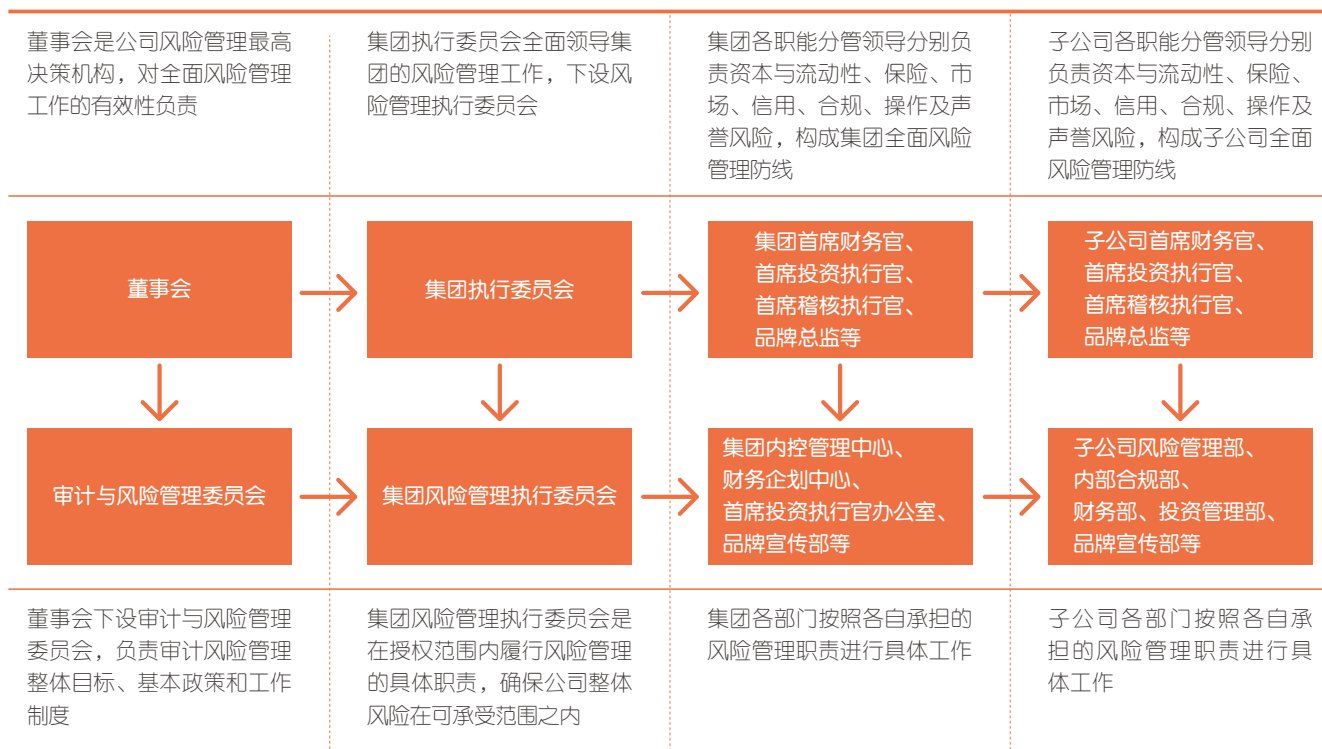 董事会是公司风险管理最高
决策机构，对全面风险管理
工作的有效性负责
集团执行委员会全面领导集
团的风险管理工作，下设风
险管理执行委员会
集团各职能分管领导分别负
责资本与流动性、保险、市
场、信用、合规、操作及声
誉风险，构成集团全面风险
管理防线
子公司各职能分管领导分别
负责资本与流动性、保险、
市场、信用、合规、操作及
声誉风险，构成子公司全面
风险管理防线
董事会
集团执行委员会
集团首席财务官、
首席投资执行官、
首席稽核执行官、
品牌总监等
子公司首席财务官、
首席投资执行官、
首席稽核执行官、
品牌总监等
审计与风险管理委员会
集团风险管理执行委员会
集团内控管理中心、
财务企划中心、
首席投资执行官办公室、
品牌宣传部等
子公司风险管理部、
内部合规部、
财务部、投资管理部、
品牌宣传部等
董事会下设审计与风险管理
委员会，负责审计风险管理
整体目标、基本政策和工作
制度
集团风险管理执行委员会是
在授权范围内履行风险管理
的具体职责，确保公司整体
风险在可承受范围之内
集团各部门按照各自承担的
风险管理职责进行具体工作
子公司各部门按照各自承
担的风险管理职责进行具
体工作